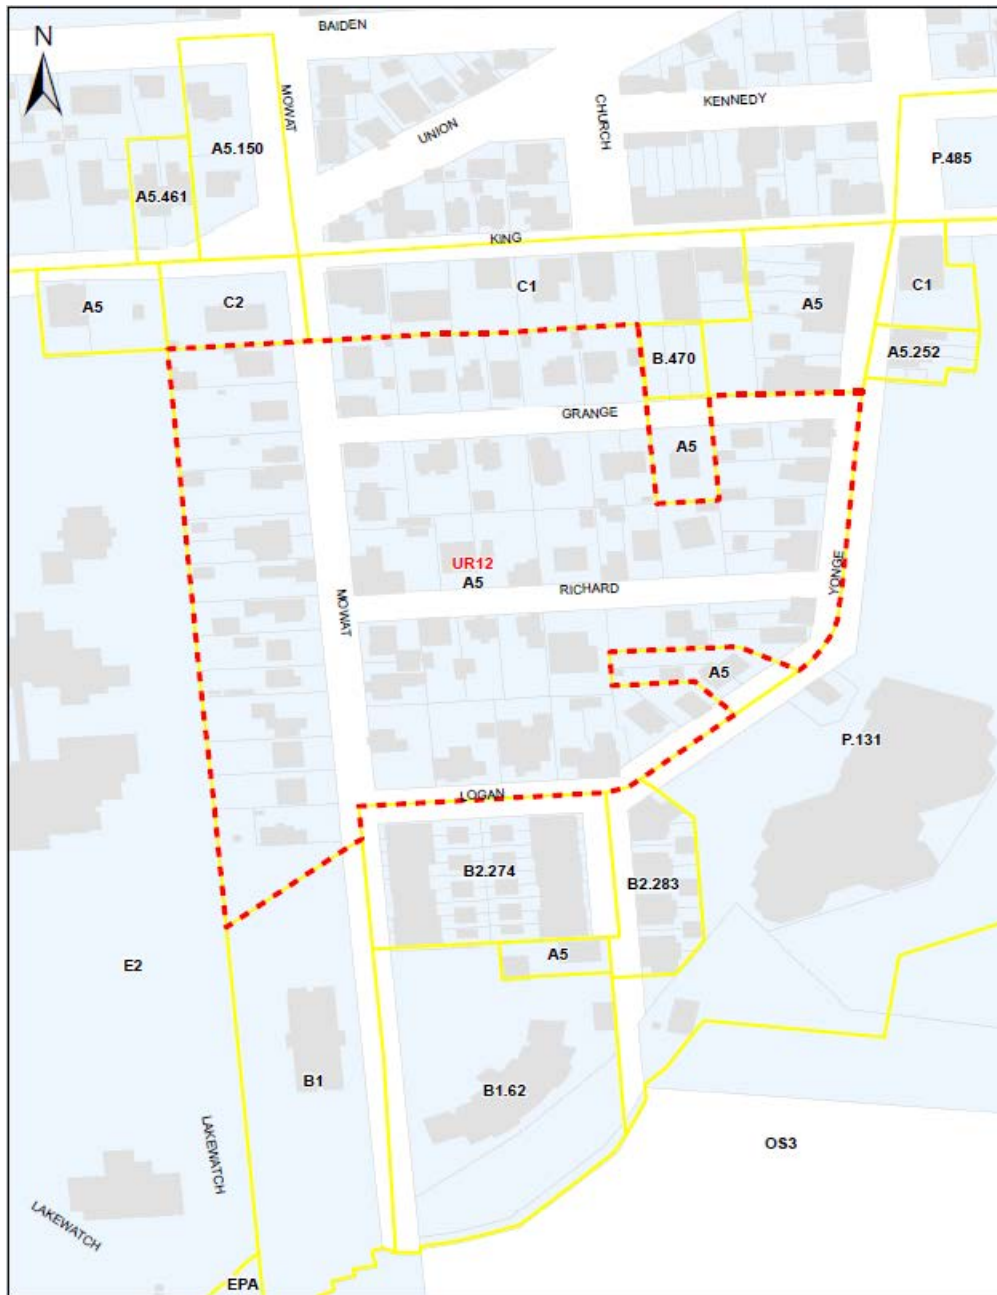 BAIDEN
N
MOWAT
KENNEDY
CHURCH
UNION
A5.150
P.485
A5.461
KING
C1
C1
C2
A5
A5
A5.252
B.470
GRANGE
A5
UR12
A5
RICHARD
YONGE
MOWAT
A5
P.131
LOGAN
B2.274
B2.283
A5
E2
B1
B1.62
OS3
LAKEWATCH
LAKEWATCH
EPA